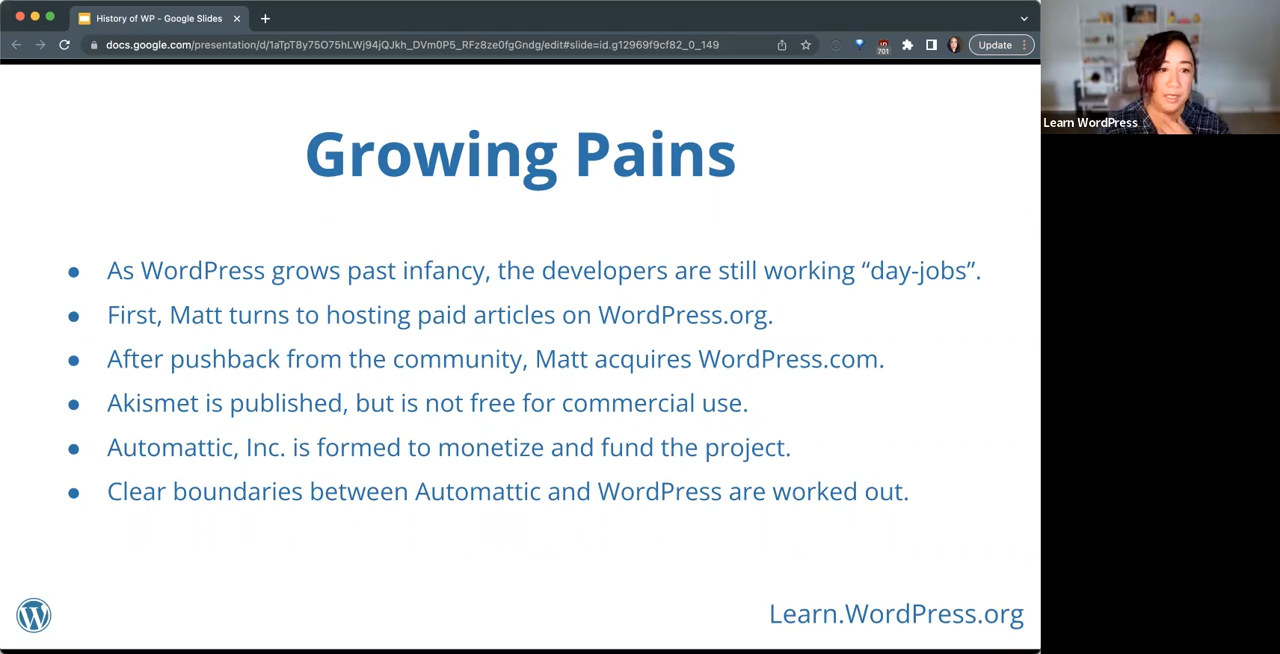 History of WP - Google Slides
docs.google.com/presentation/d/1aTpT8y75O75hLWj94jQJkh_DVm0P5_RFz8ze0fgGndg/edit#slide=id.g12969f9cf82_0_149
701
Update
Learn WordPress
Growing Pains
● As WordPress grows past infancy, the developers are still working “day-jobs”.
● First, Matt turns to hosting paid articles on WordPress.org.
● After pushback from the community, Matt acquires WordPress.com.
● Akismet is published, but is not free for commercial use.
● Automattic, Inc. is formed to monetize and fund the project.
● Clear boundaries between Automattic and WordPress are worked out.
Learn.WordPress.org